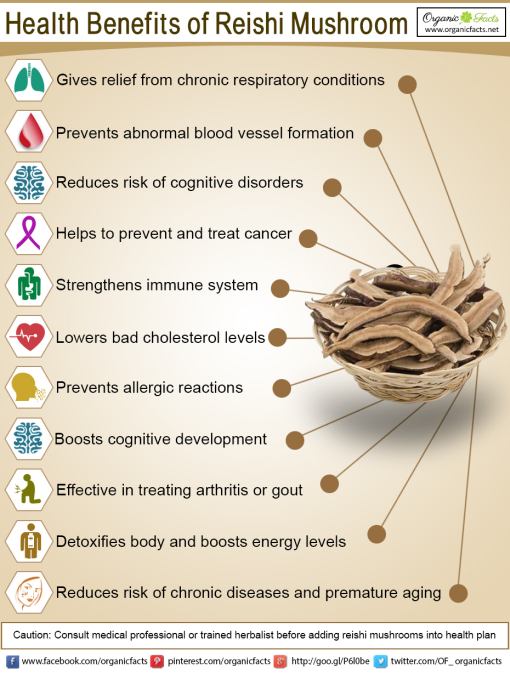 Health Benefits of Reishi Mushroom
Organic Facts
www.organicfacts.net
Gives relief from chronic respiratory conditions
Prevents abnormal blood vessel formation
Reduces risk of cognitive disorders
Helps to prevent and treat cancer
Strengthens immune system
Lowers bad cholesterol levels
Prevents allergic reactions
Boosts cognitive development
Effective in treating arthritis or gout
Detoxifies body and boosts energy levels
Reduces risk of chronic diseases and premature aging
Caution: Consult medical professional or trained herbalist before adding reishi mushrooms into health plan
www.facebook.com/organicfacts pinterest.com/organicfacts http://goo.gl/P6l0be twitter.com/OF_organicfacts